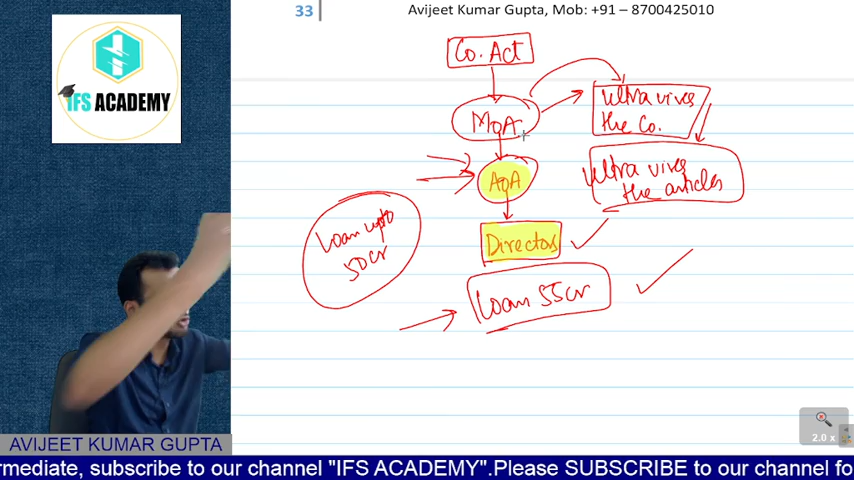 33
Avijeet Kumar Gupta, Mob: +91 – 8700425010
Co. Act
MoA
ultra vires
the Co.
ultra vires
the articles
AoA
Directors
Loan upto
50cr
Loan 55cr
IFS ACADEMY
AVIJEET KUMAR GUPTA
rmediate, subscribe to our channel "IFS ACADEMY".Please SUBSCRIBE to our channel fo
2.0 x